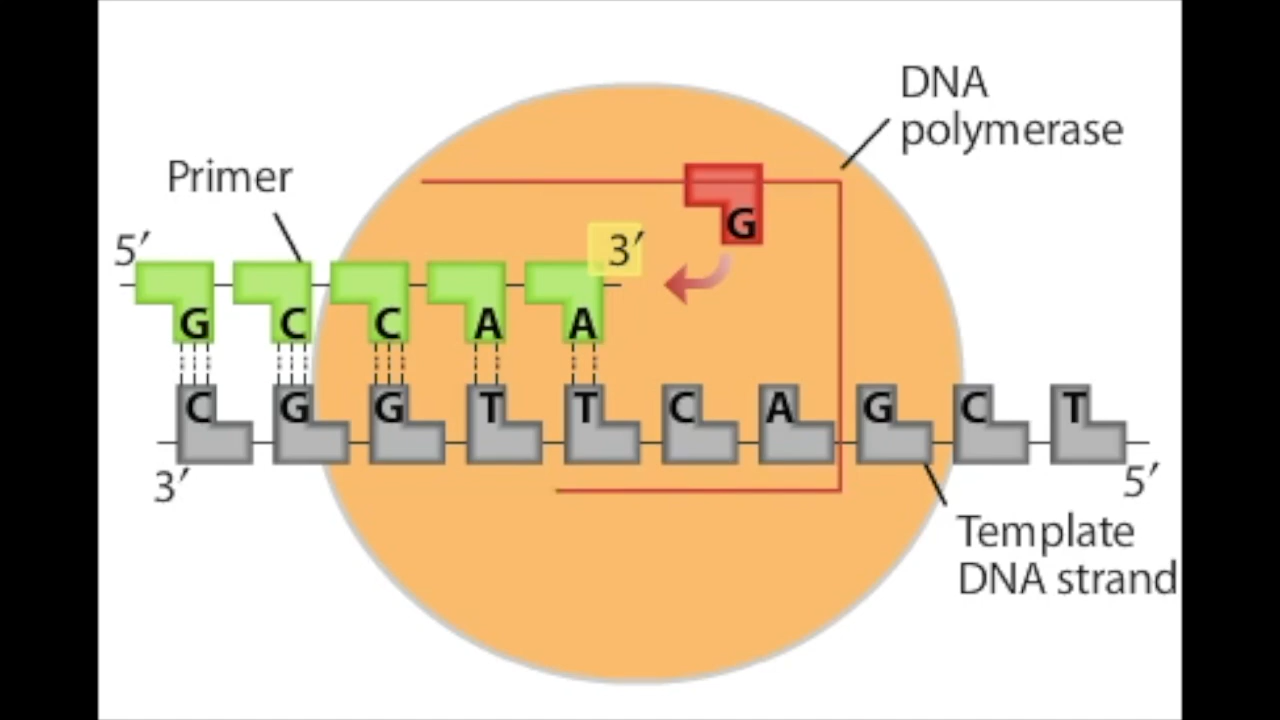 DNA
polymerase
Primer
G
5′
3′
G C C A A
C G G T T C A G C T
3′
5′
Template
DNA strand